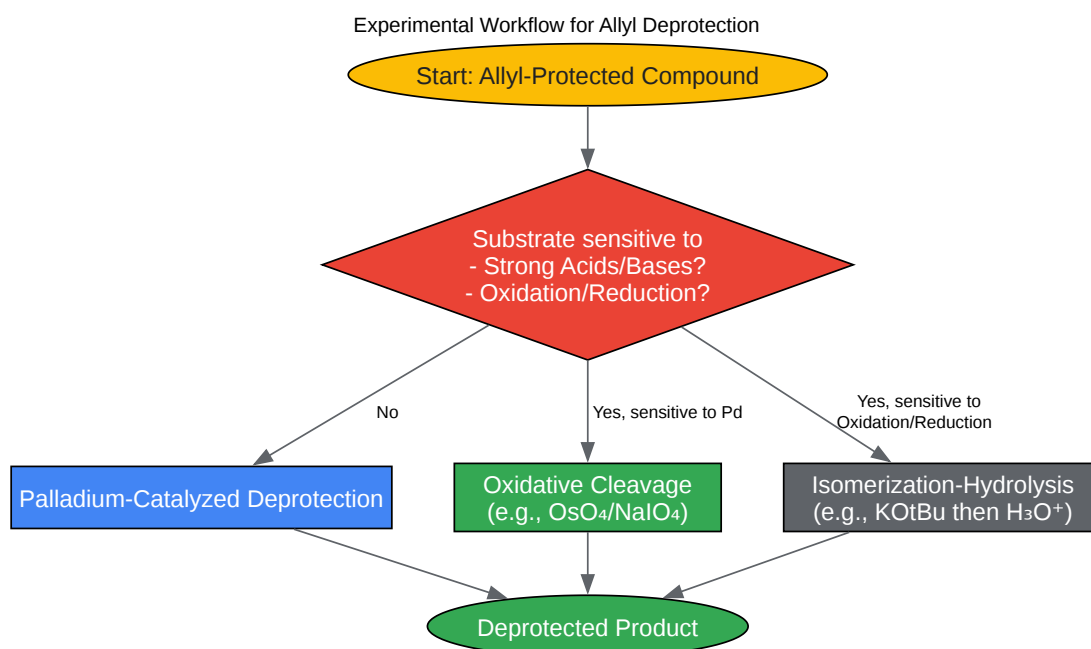 Experimental Workflow for Allyl Deprotection
Start: Allyl-Protected Compound
Substrate sensitive to
- Strong Acids/Bases?
- Oxidation/Reduction?
No
Yes, sensitive to Pd
Yes, sensitive to
Oxidation/Reduction
Palladium-Catalyzed Deprotection
Oxidative Cleavage
(e.g., OsO₄/NaIO₄)
Isomerization-Hydrolysis
(e.g., KOtBu then H₃O⁺)
Deprotected Product